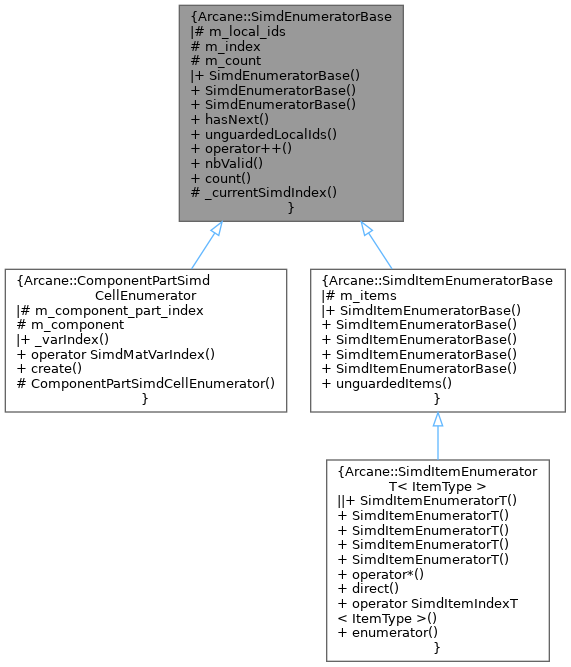 {Arcane::SimdEnumeratorBase
|# m_local_ids
# m_index
# m_count
|+ SimdEnumeratorBase()
+ SimdEnumeratorBase()
+ SimdEnumeratorBase()
+ hasNext()
+ unguardedLocalIds()
+ operator++()
+ nbValid()
+ count()
# _currentSimdIndex()
}
{Arcane::ComponentPartSimd
CellEnumerator
|# m_component_part_index
# m_component
|+ _varIndex()
+ operator SimdMatVarIndex()
+ create()
# ComponentPartSimdCellEnumerator()
}
{Arcane::SimdItemEnumeratorBase
|# m_items
|+ SimdItemEnumeratorBase()
+ SimdItemEnumeratorBase()
+ SimdItemEnumeratorBase()
+ SimdItemEnumeratorBase()
+ SimdItemEnumeratorBase()
+ unguardedItems()
}
{Arcane::SimdItemEnumerator
T< ItemType >
||+ SimdItemEnumeratorT()
+ SimdItemEnumeratorT()
+ SimdItemEnumeratorT()
+ SimdItemEnumeratorT()
+ SimdItemEnumeratorT()
+ operator*()
+ direct()
+ operator SimdItemIndexT
< ItemType >()
+ enumerator()
}